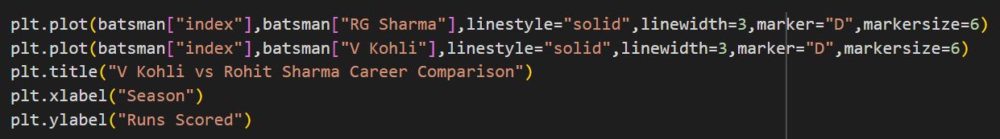 plt.plot(batsman["index"],batsman["RG Sharma"],linestyle="solid",linewidth=3,marker="D",markersize=6)
plt.plot(batsman["index"],batsman["V Kohli"],linestyle="solid",linewidth=3,marker="D",markersize=6)
plt.title("V Kohli vs Rohit Sharma Career Comparison")
plt.xlabel("Season")
plt.ylabel("Runs Scored")